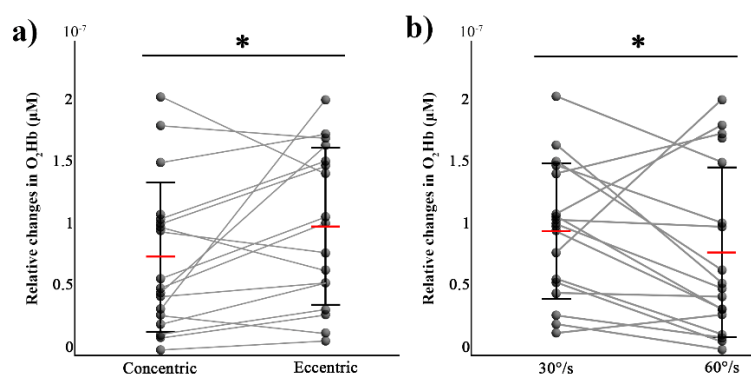 a)
10⁻⁷
*
Relative changes in O₂Hb (µM)
2
1.5
1
0.5
0
Concentric
Eccentric
b)
10⁻⁷
*
Relative changes in O₂Hb (µM)
2
1.5
1
0.5
0
30°/s
60°/s